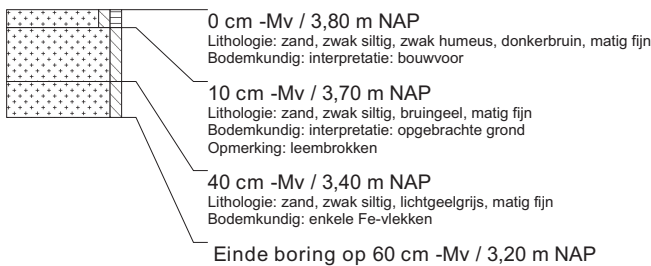 0 cm -Mv / 3,80 m NAP
Lithologie: zand, zwak siltig, zwak humeus, donkerbruin, matig fijn
Bodemkundig: interpretatie: bouwvoor
10 cm -Mv / 3,70 m NAP
Lithologie: zand, zwak siltig, bruingeel, matig fijn
Bodemkundig: interpretatie: opgebrachte grond
Opmerking: leembrokken
40 cm -Mv / 3,40 m NAP
Lithologie: zand, zwak siltig, lichtgeelgrijs, matig fijn
Bodemkundig: enkele Fe-vlekken
Einde boring op 60 cm -Mv / 3,20 m NAP